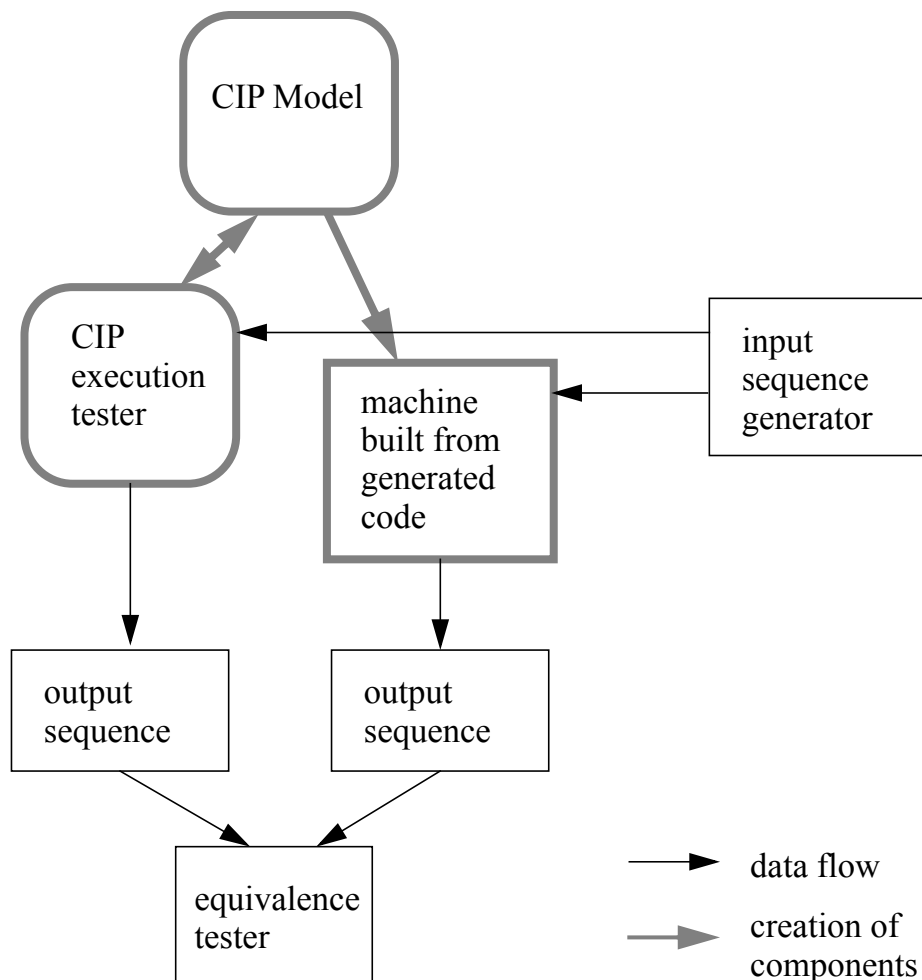 CIP Model
CIP
execution
tester
machine
built from
generated
code
input
sequence
generator
output
sequence
output
sequence
equivalence
tester
data flow
creation of
components